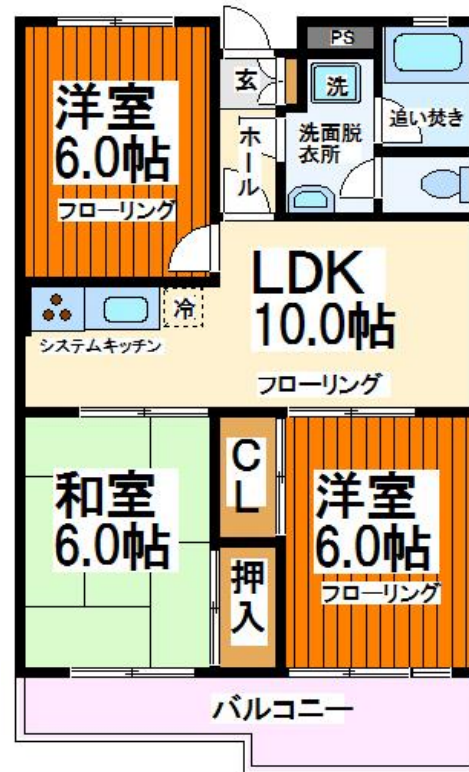 PS
洋室
6.0帖
フローリング
玄
ホール
洗
洗面脱
衣所
追い焚き
LDK
10.0帖
フローリング
冷
システムキッチン
和室
6.0帖
CL
押入
洋室
6.0帖
フローリング
バルコニー